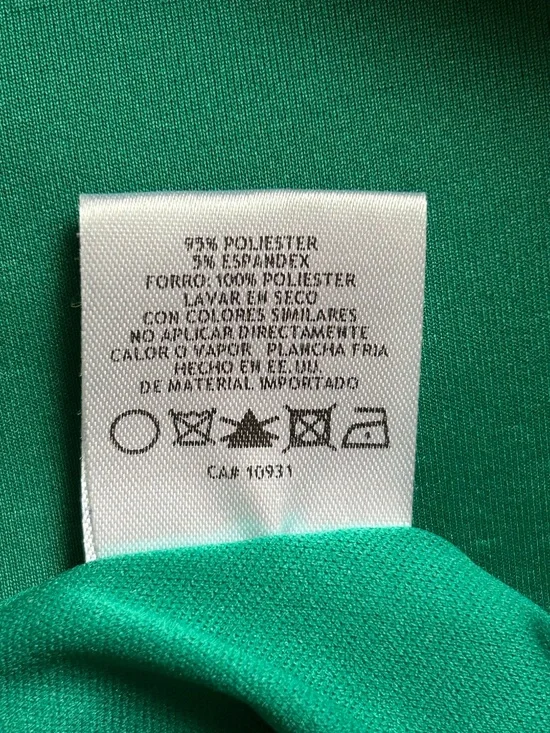 95% POLIESTER
5% ESPANDEX
FORRO: 100% POLIESTER
LAVAR EN SECO
CON COLORES SIMILARES
NO APLICAR DIRECTAMENTE
CALOR O VAPOR PLANCHA FRIA
HECHO EN EE.UU.
DE MATERIAL IMPORTADO
CA# 10931